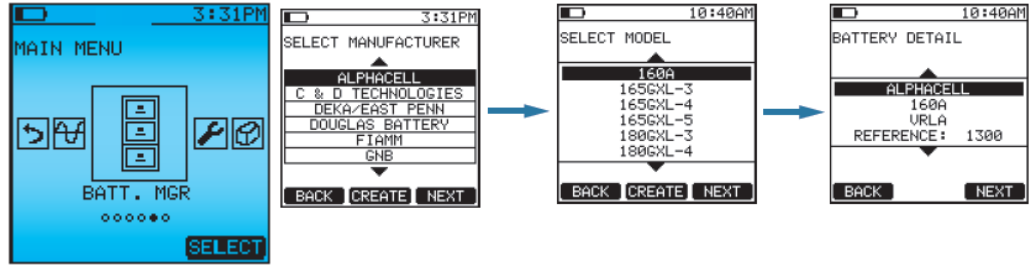 3:31PM
MAIN MENU
BATT. MGR
SELECT
3:31PM
SELECT MANUFACTURER
ALPHACELL
C & D TECHNOLOGIES
DEKA/EAST PENN
DOUGLAS BATTERY
FIAMM
GNB
BACK CREATE NEXT
10:40AM
SELECT MODEL
160A
165GXL-3
165GXL-4
165GXL-5
180GXL-3
180GXL-4
BACK CREATE NEXT
10:40AM
BATTERY DETAIL
ALPHACELL
160A
VRLA
REFERENCE: 1300
BACK NEXT